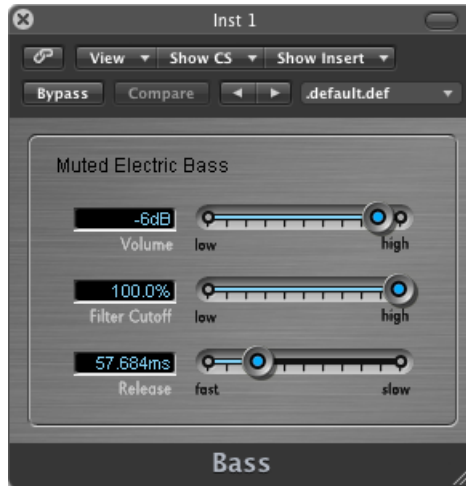 Inst 1
View Show CS Show Insert
Bypass Compare .default.def
Muted Electric Bass
-6dB
Volume low high
100.0%
Filter Cutoff low high
57.684ms
Release fast slow
Bass